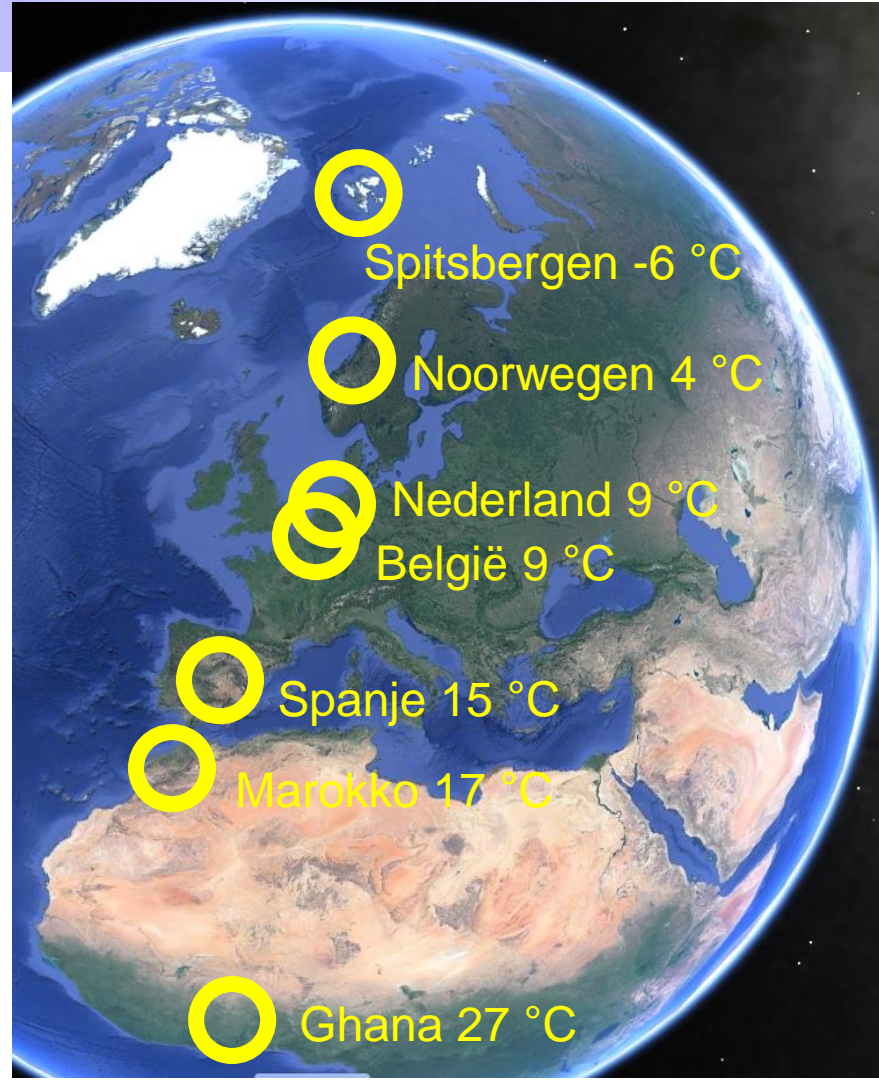 Spitsbergen -6 °C
Noorwegen 4 °C
Nederland 9 °C
België 9 °C
Spanje 15 °C
Marokko 17 °C
Ghana 27 °C